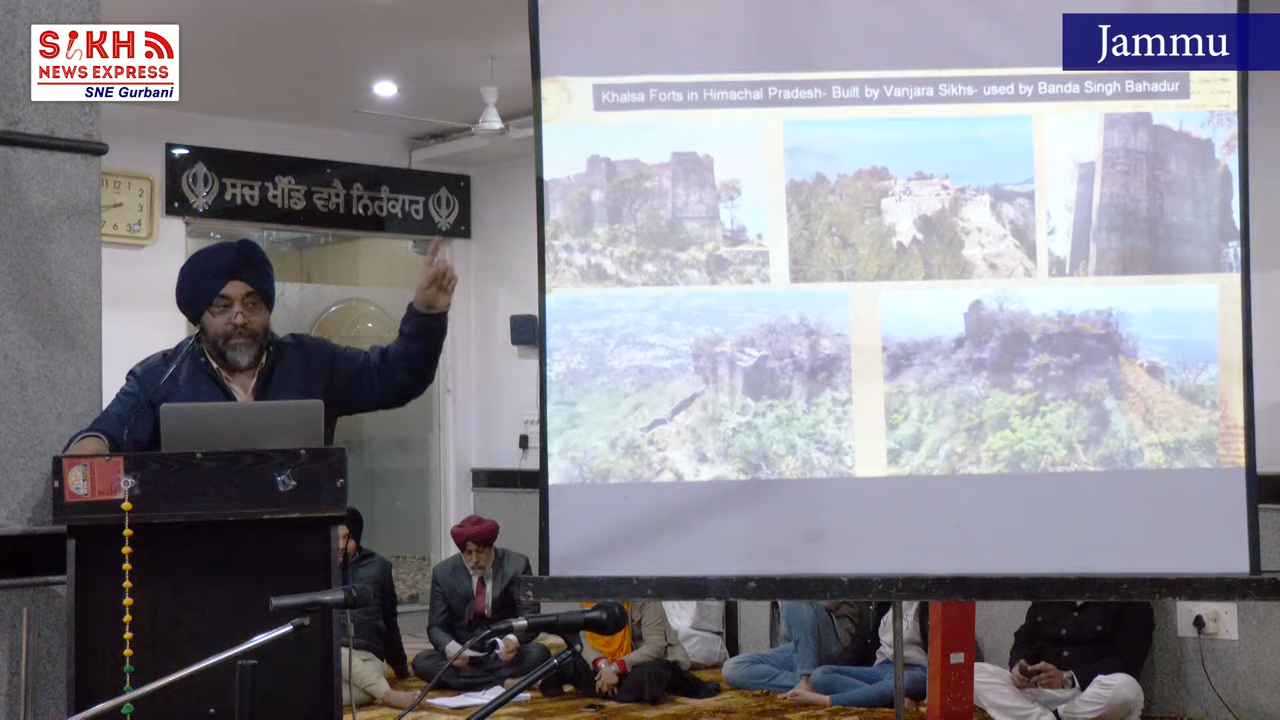 SIKH
NEWS EXPRESS
SNE Gurbani
Jammu
Khalsa Forts in Himachal Pradesh- Built by Vanjara Sikhs- used by Banda Singh Bahadur
ਸਚ ਖੰਡਿ ਵਸੈ ਨਿਰੰਕਾਰ